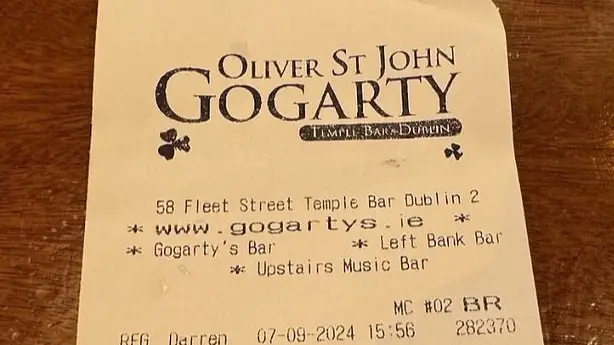 OLIVER ST JOHN
GOGARTY
TEMPLE BAR • DUBLIN
58 Fleet Street Temple Bar Dublin 2
* www.gogartys.ie *
* Gogarty's Bar * Left Bank Bar
* Upstairs Music Bar
MC #02 BR
REG Darren 07-09-2024 15:56 282370